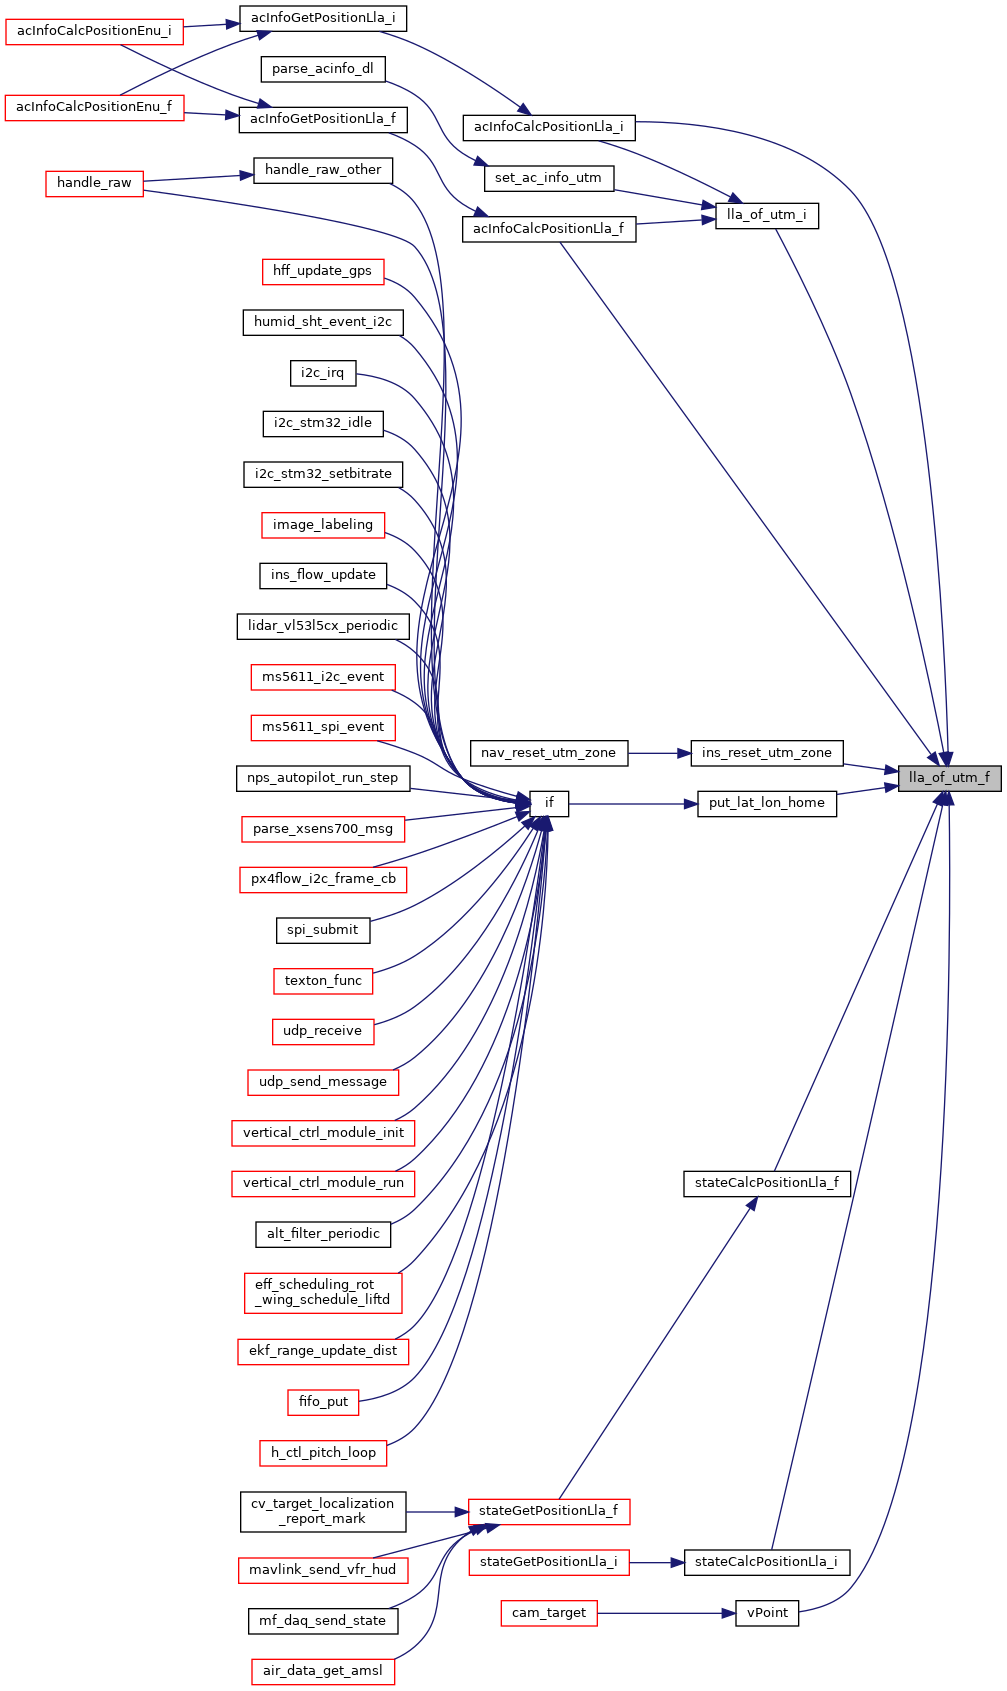 acInfoCalcPositionEnu_i
acInfoGetPositionLla_i
parse_acinfo_dl
acInfoCalcPositionEnu_f
acInfoGetPositionLla_f
acInfoCalcPositionLla_i
handle_raw_other
set_ac_info_utm
handle_raw
lla_of_utm_i
acInfoCalcPositionLla_f
hff_update_gps
humid_sht_event_i2c
i2c_irq
i2c_stm32_idle
i2c_stm32_setbitrate
image_labeling
ins_flow_update
lidar_vl53l5cx_periodic
ms5611_i2c_event
ms5611_spi_event
nav_reset_utm_zone
ins_reset_utm_zone
nps_autopilot_run_step
lla_of_utm_f
if
put_lat_lon_home
parse_xsens700_msg
px4flow_i2c_frame_cb
spi_submit
texton_func
udp_receive
udp_send_message
vertical_ctrl_module_init
vertical_ctrl_module_run
stateCalcPositionLla_f
alt_filter_periodic
eff_scheduling_rot
_wing_schedule_liftd
ekf_range_update_dist
fifo_put
h_ctl_pitch_loop
cv_target_localization
_report_mark
stateGetPositionLla_f
mavlink_send_vfr_hud
stateGetPositionLla_i
stateCalcPositionLla_i
mf_daq_send_state
cam_target
vPoint
air_data_get_amsl